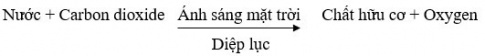 Nước + Carbon dioxide Ánh sáng mặt trời Chất hữu cơ + Oxygen
Diệp lục